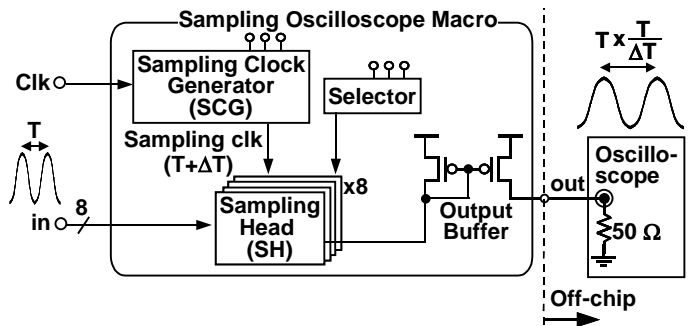 Sampling Oscilloscope Macro
Clk
Sampling Clock
Generator
(SCG)
Selector
T x T
ΔT
T
Sampling clk
(T+ΔT)
x8
in
8
Sampling
Head
(SH)
Output
Buffer
out
Oscillo-
scope
50 Ω
Off-chip